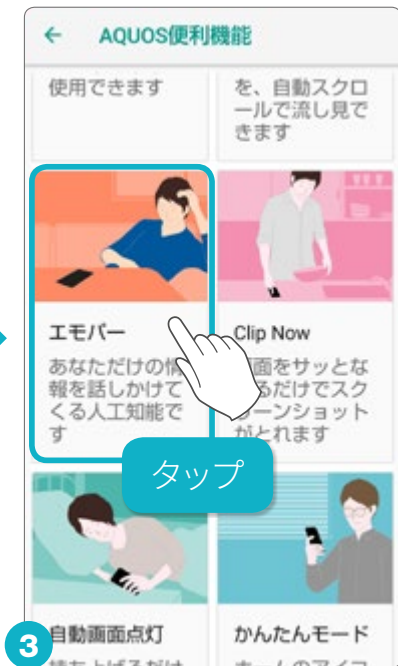 ← AQUOS便利機能
使用できます
を、自動スクロ
ールで流し見で
きます
エモパー
あなただけの情
報を話しかけて
くる人工知能で
す
Clip Now
面をサッとな
るだけでスク
ーンショット
がとれます
タップ
3
自動画面点灯
かんたんモード